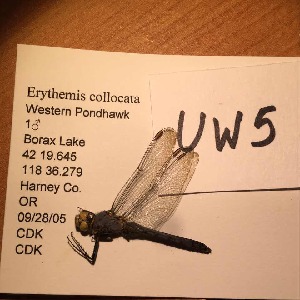 Erythemis collocata
Western Pondhawk
1♂
Borax Lake
42 19.645
118 36.279
Harney Co.
OR
09/28/05
CDK
CDK
UW5